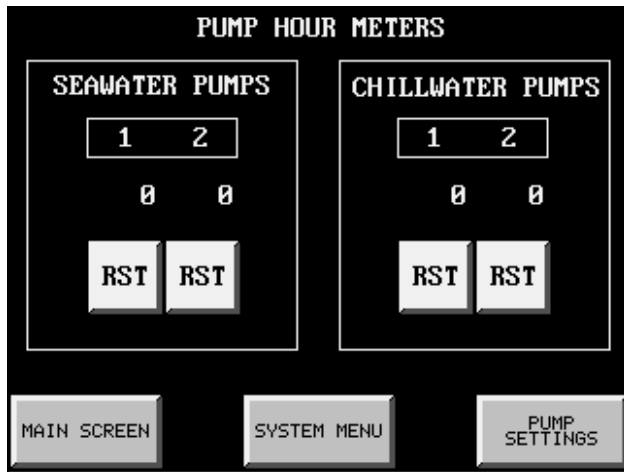 PUMP HOUR METERS
SEAWATER PUMPS
1 2
0 0
RST RST
CHILLWATER PUMPS
1 2
0 0
RST RST
MAIN SCREEN
SYSTEM MENU
PUMP
SETTINGS